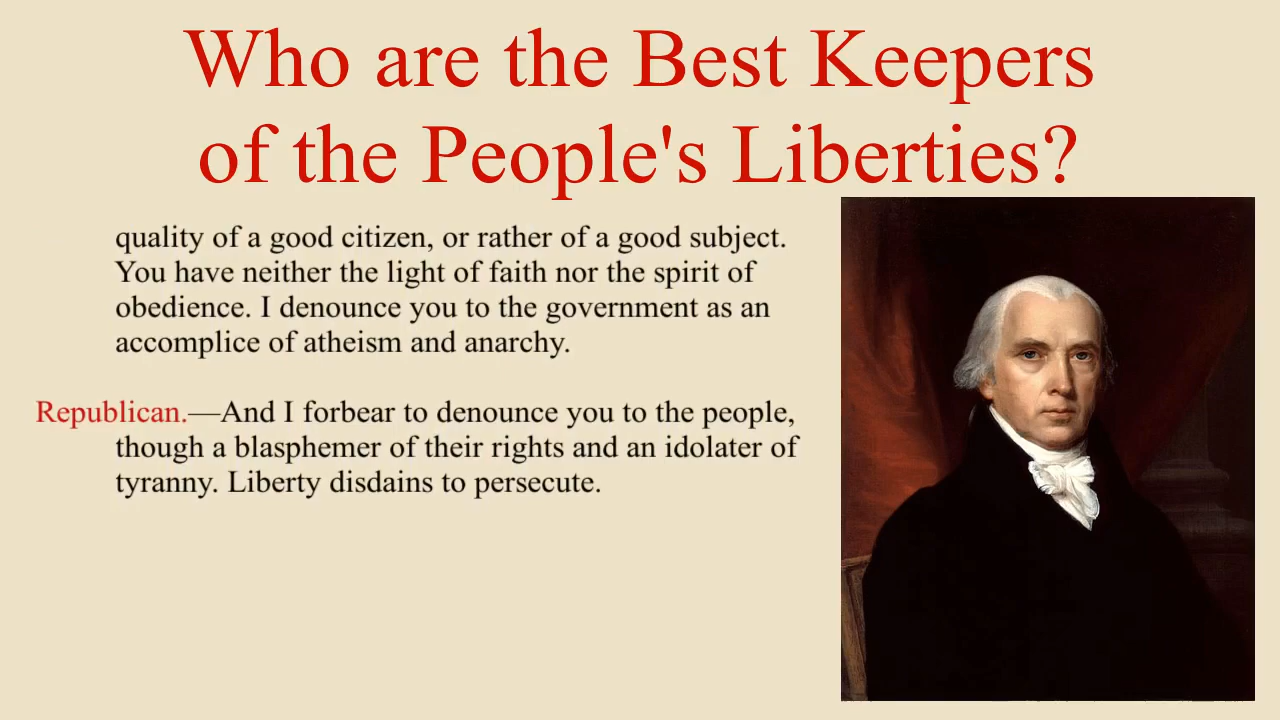 Who are the Best Keepers
of the People's Liberties?
quality of a good citizen, or rather of a good subject.
You have neither the light of faith nor the spirit of
obedience. I denounce you to the government as an
accomplice of atheism and anarchy.
Republican.—And I forbear to denounce you to the people,
though a blasphemer of their rights and an idolater of
tyranny. Liberty disdains to persecute.